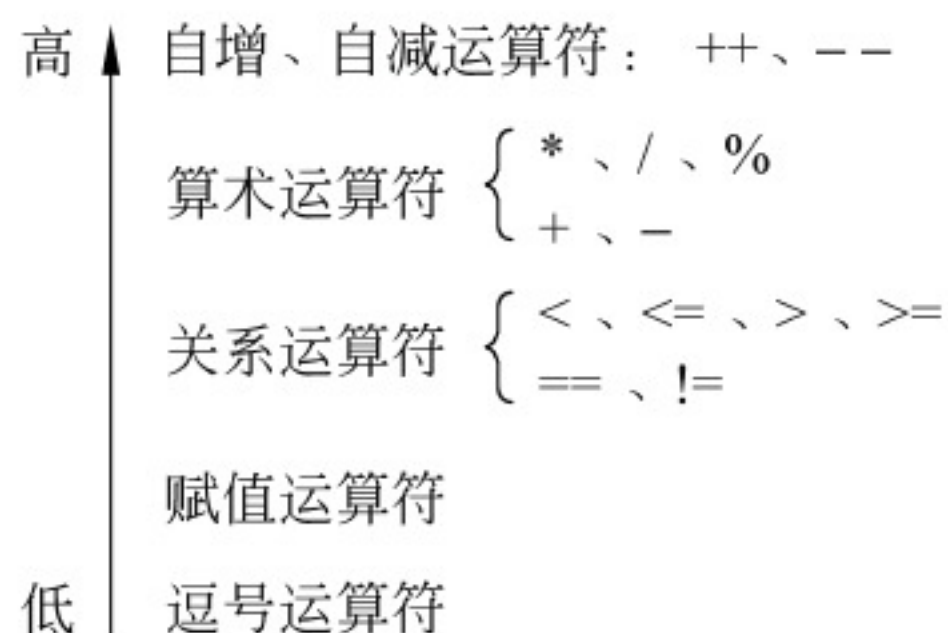 高 自增、自减运算符： ++、−−
*、/、%
算术运算符
+、−
<、<=、>、>=
关系运算符
==、!=
赋值运算符
低 逗号运算符